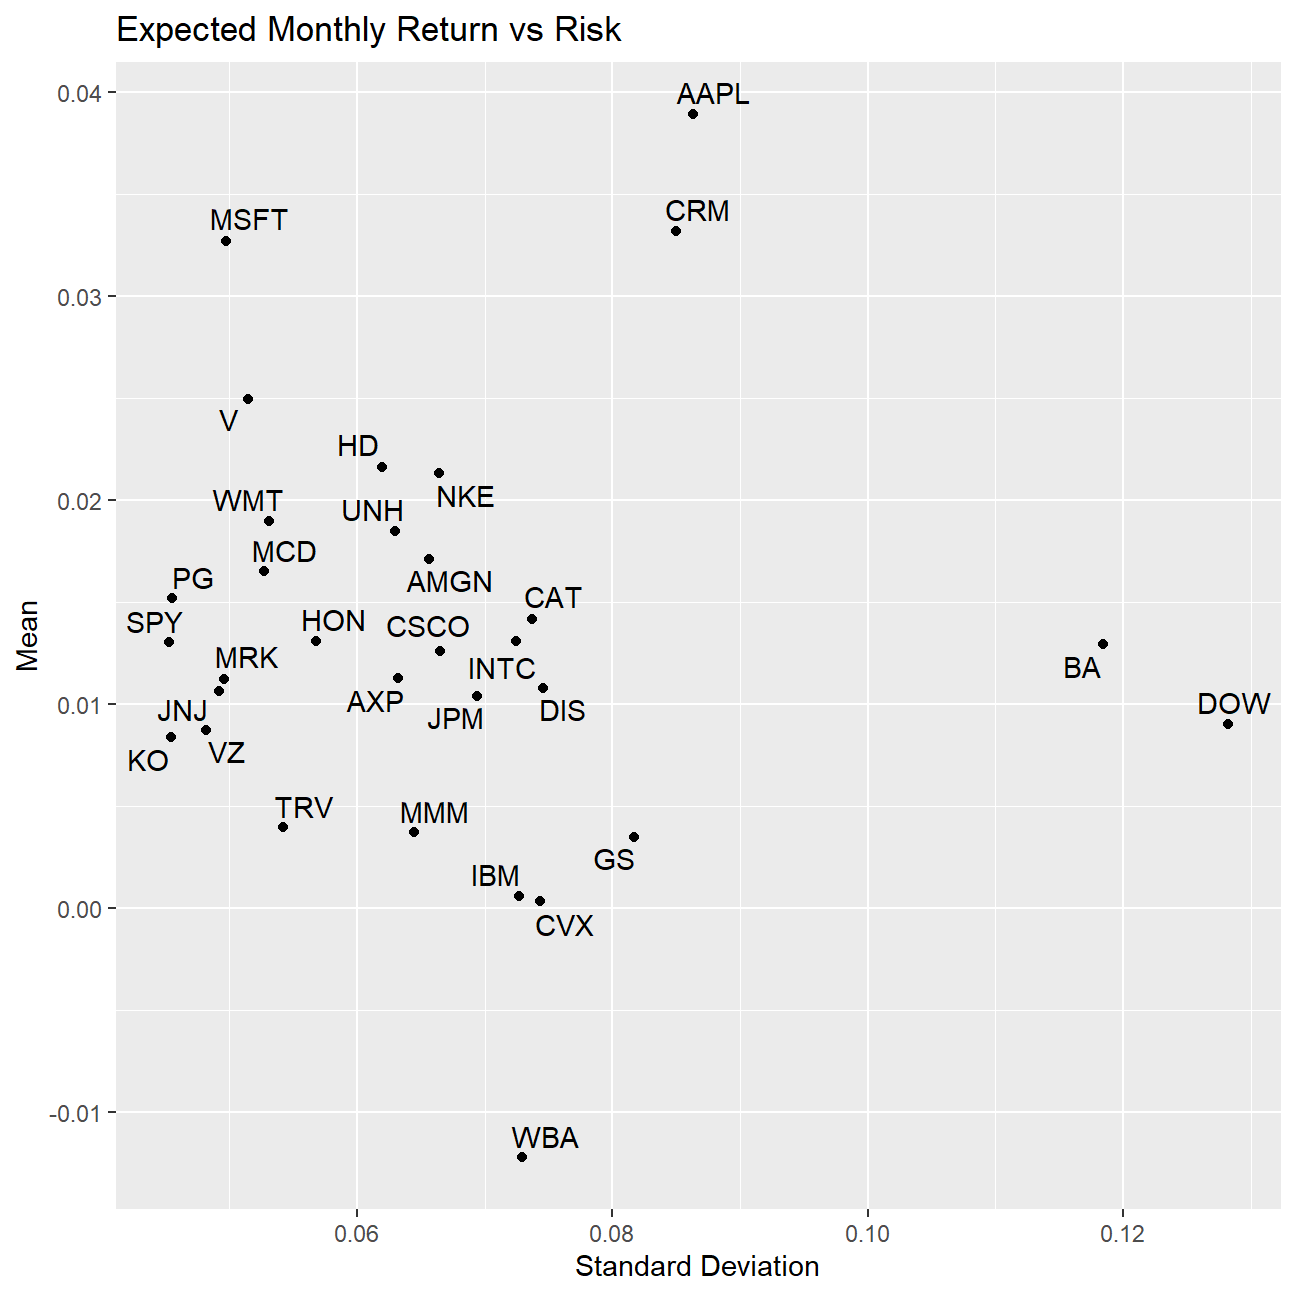 Expected Monthly Return vs Risk
0.04
AAPL
CRM
MSFT
0.03
V
HD
NKE
0.02
WMT
UNH
MCD
PG
AMGN
CAT
SPY
HON
CSCO
MRK
INTC
BA
Mean
0.01
JNJ
AXP
JPM
DIS
DOW
KO
VZ
TRV
MMM
GS
IBM
0.00
CVX
-0.01
WBA
0.06
0.08
0.10
0.12
Standard Deviation